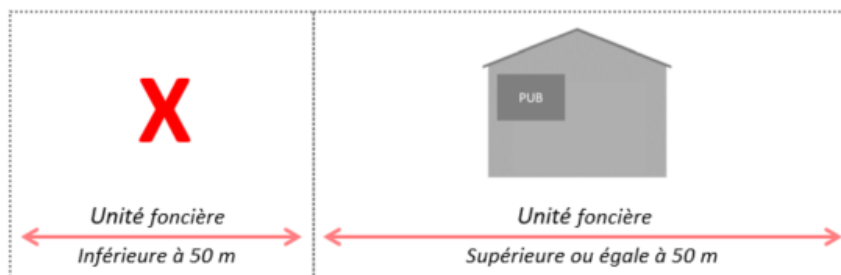 X
PUB
Unité foncière
Inférieure à 50 m
Unité foncière
Supérieure ou égale à 50 m